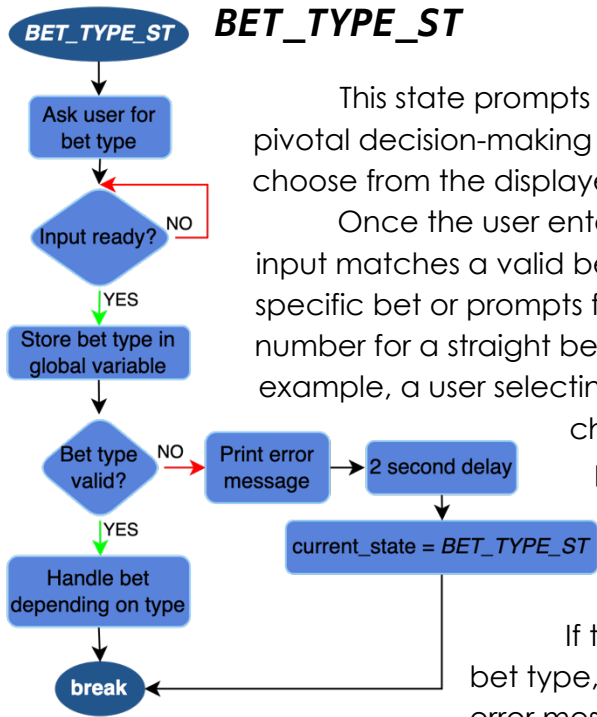 BET_TYPE_ST
BET_TYPE_ST
Ask user for
bet type
Input ready?
NO
YES
Store bet type in
global variable
Bet type
valid?
NO
Print error
message
2 second delay
current_state = BET_TYPE_ST
YES
Handle bet
depending on type
break
This state prompts
pivotal decision-making
choose from the displaye
Once the user ente
input matches a valid be
specific bet or prompts f
number for a straight be
example, a user selectin
ch
If t
bet type,